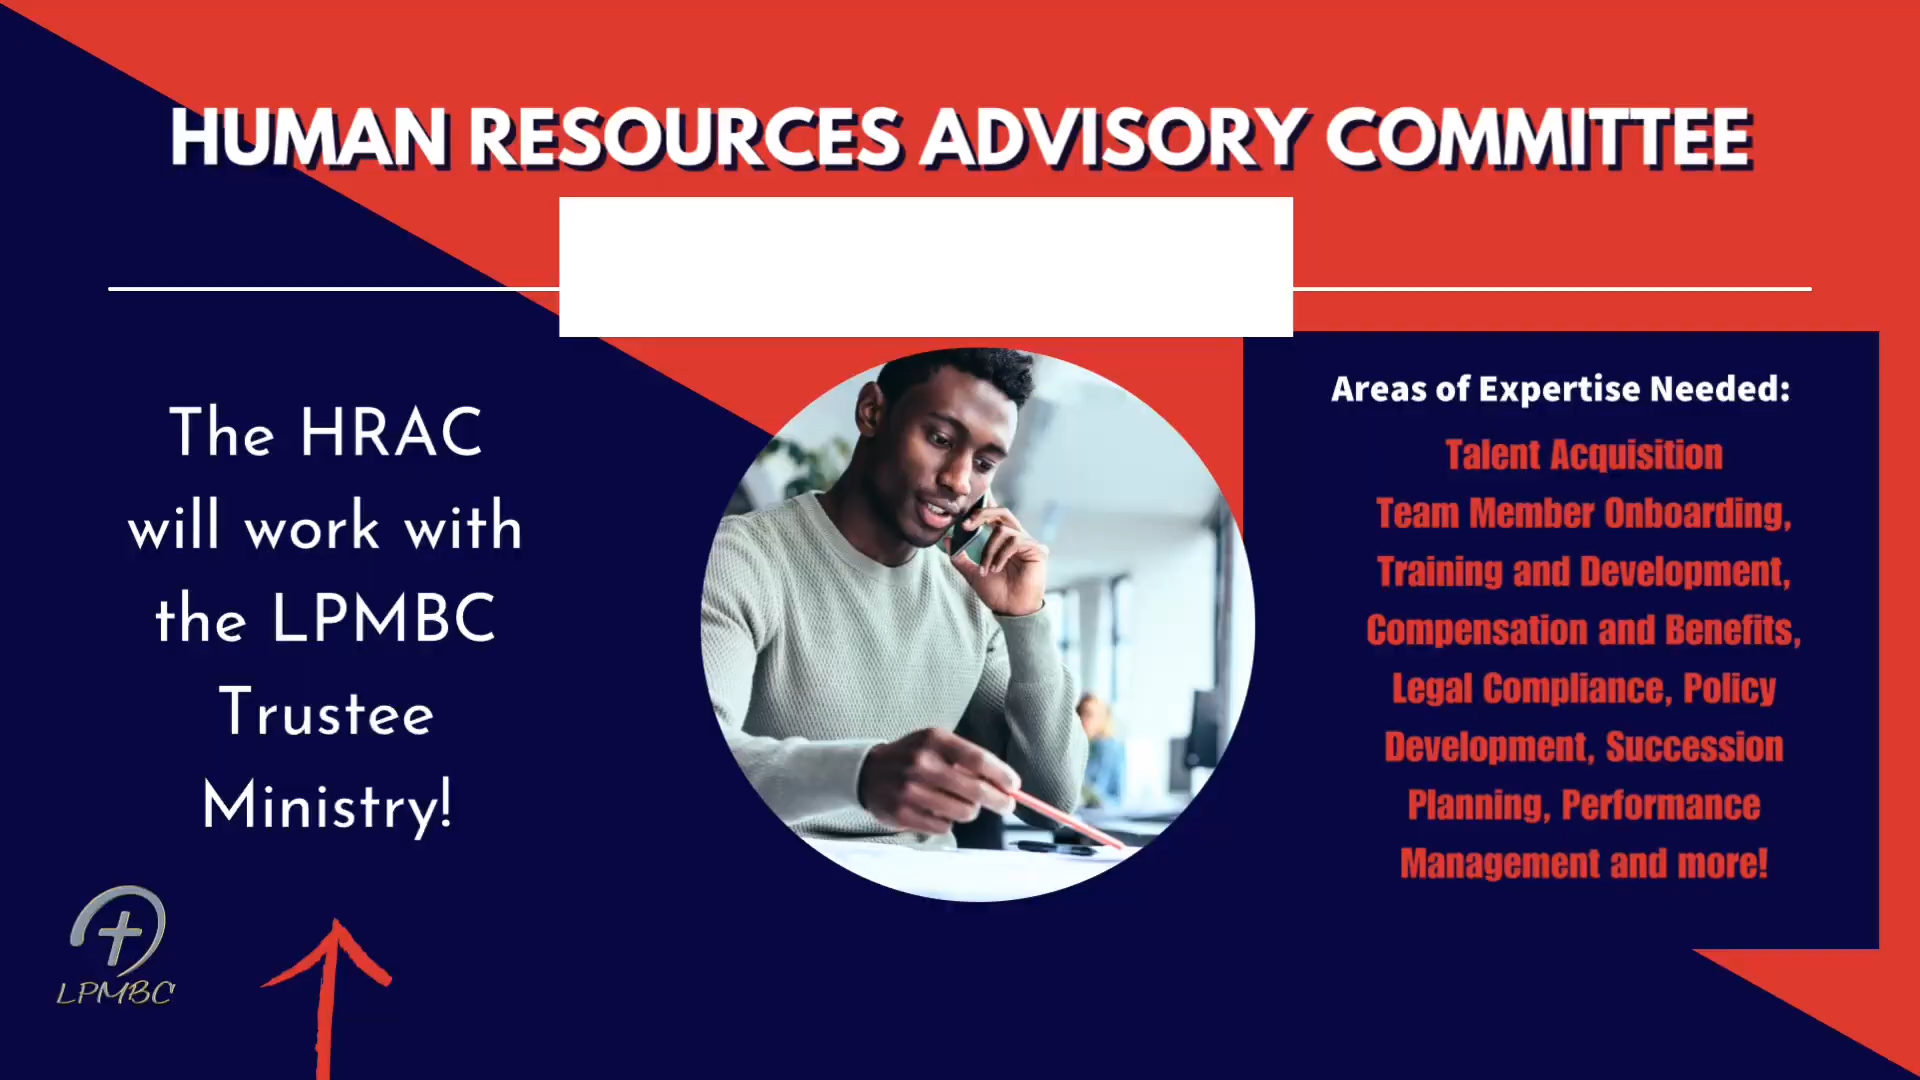 HUMAN RESOURCES ADVISORY COMMITTEE
The HRAC
will work with
the LPMBC
Trustee
Ministry!
LPMBC
Areas of Expertise Needed:
Talent Acquisition
Team Member Onboarding,
Training and Development,
Compensation and Benefits,
Legal Compliance, Policy
Development, Succession
Planning, Performance
Management and more!